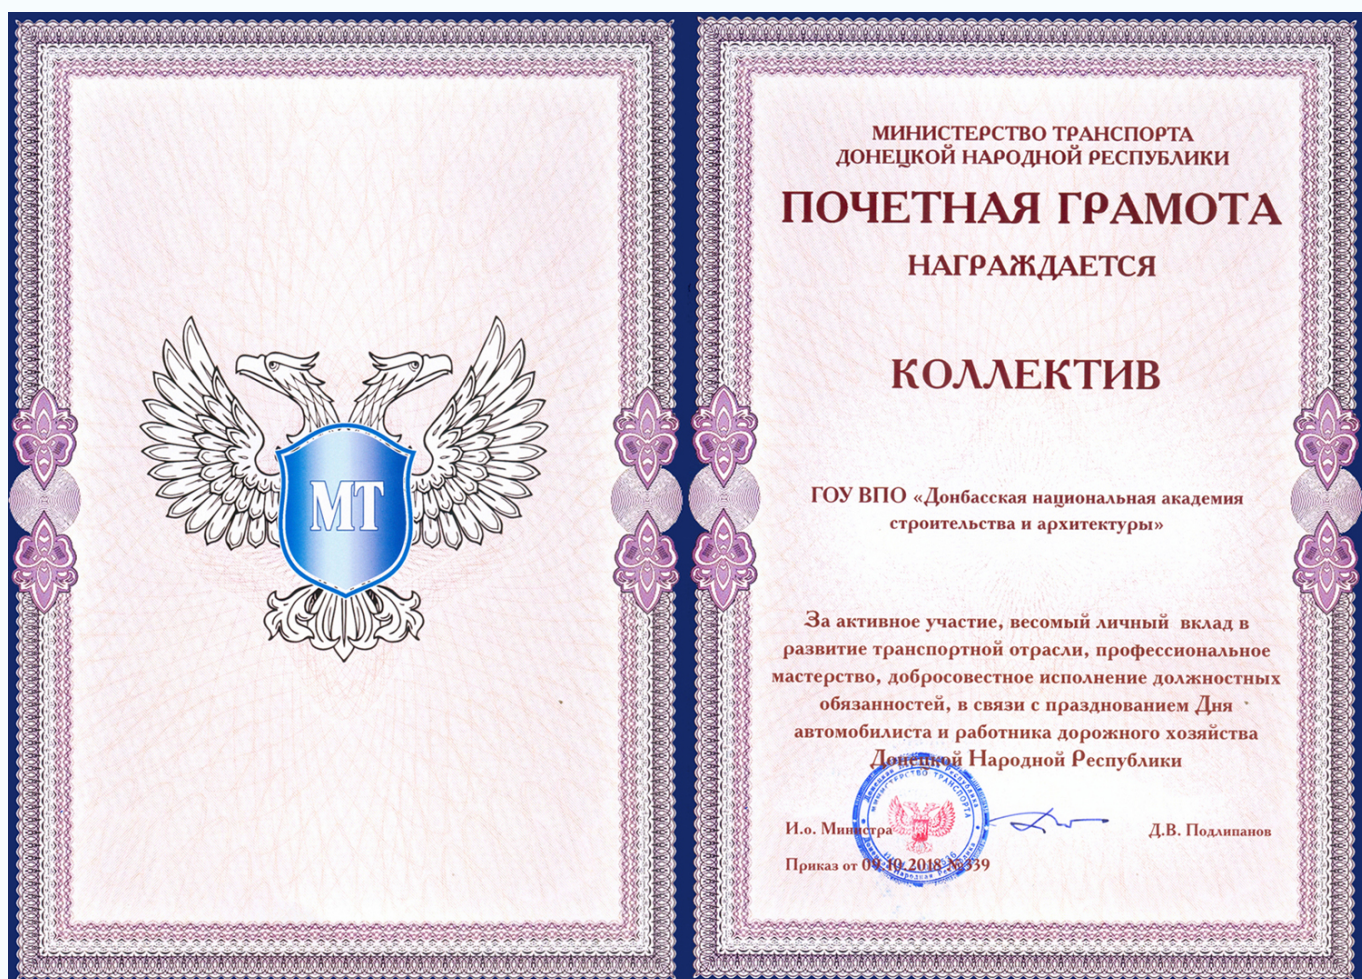 МТ
МИНИСТЕРСТВО ТРАНСПОРТА
ДОНЕЦКОЙ НАРОДНОЙ РЕСПУБЛИКИ
ПОЧЕТНАЯ ГРАМОТА
НАГРАЖДАЕТСЯ
КОЛЛЕКТИВ
ГОУ ВПО «Донбасская национальная академия
строительства и архитектуры»
За активное участие, весомый личный вклад в
развитие транспортной отрасли, профессиональное
мастерство, добросовестное исполнение должностных
обязанностей, в связи с празднованием Дня
автомобилиста и работника дорожного хозяйства
Донецкой Народной Республики
МИНИСТЕРСТВО ТРАНСПОРТА
И.о. Министра
Д.В. Подлипанов
Приказ от 09.10.2018 №339